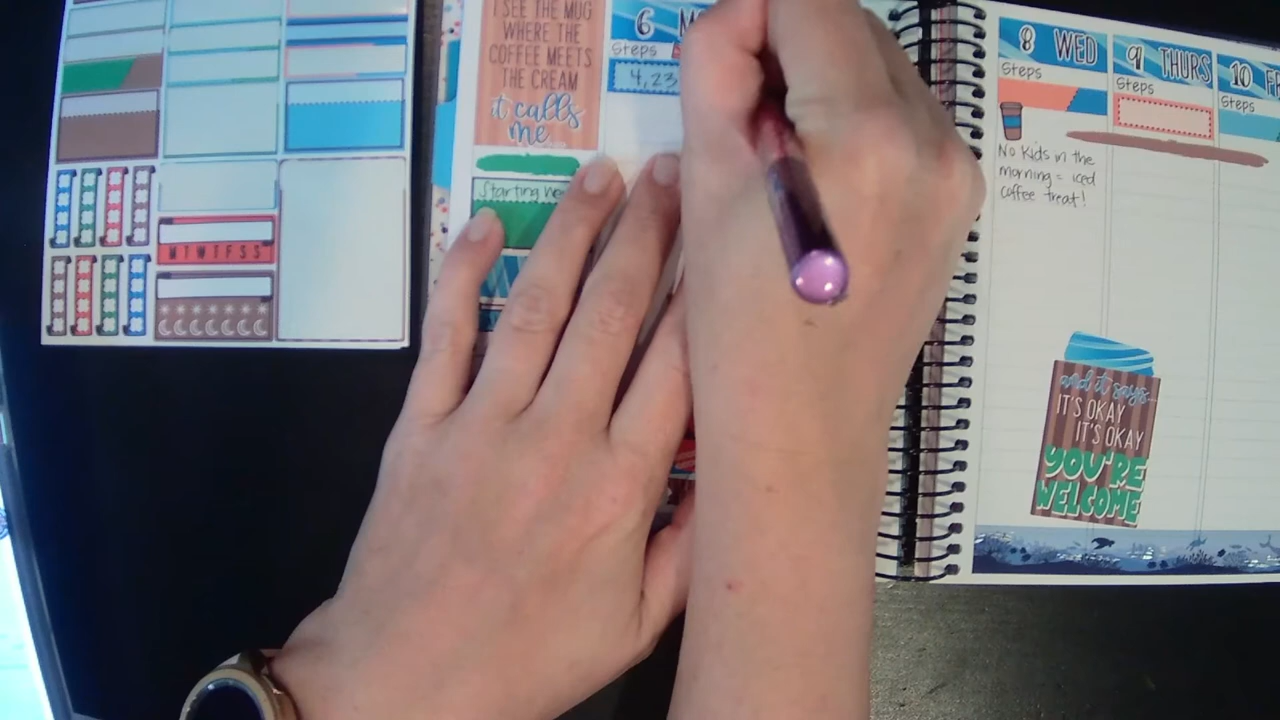 I SEE THE MUG
WHERE THE
COFFEE MEETS
THE CREAM
it calls
me...
Starting
6 M
Steps
4,23
M T W T F S S
8 WED
Steps
No kids in the
morning = iced
coffee treat!
9 THURS
Steps
10 F
Steps
and it says...
IT'S OKAY
IT'S OKAY
YOU'RE
WELCOME